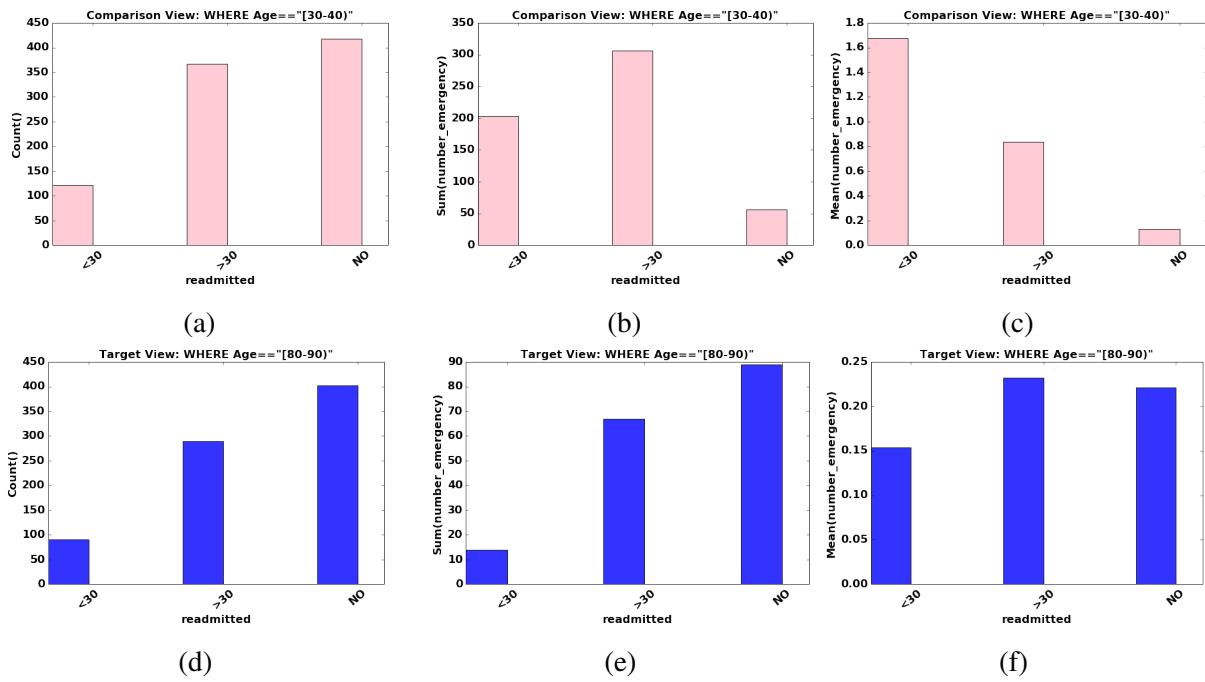 Comparison View: WHERE Age=="[30-40)"
Count()
450
400
350
300
250
200
150
100
50
0
<30
>30
NO
readmitted
(a)
Comparison View: WHERE Age=="[30-40)"
Sum(number_emergency)
350
300
250
200
150
100
50
0
<30
>30
NO
readmitted
(b)
Comparison View: WHERE Age=="[30-40)"
Mean(number_emergency)
1.8
1.6
1.4
1.2
1.0
0.8
0.6
0.4
0.2
0.0
<30
>30
NO
readmitted
(c)
Target View: WHERE Age=="[80-90)"
Count()
450
400
350
300
250
200
150
100
50
0
<30
>30
NO
readmitted
(d)
Target View: WHERE Age=="[80-90)"
Sum(number_emergency)
90
80
70
60
50
40
30
20
10
0
<30
>30
NO
readmitted
(e)
Target View: WHERE Age=="[80-90)"
Mean(number_emergency)
0.25
0.20
0.15
0.10
0.05
0.00
<30
>30
NO
readmitted
(f)